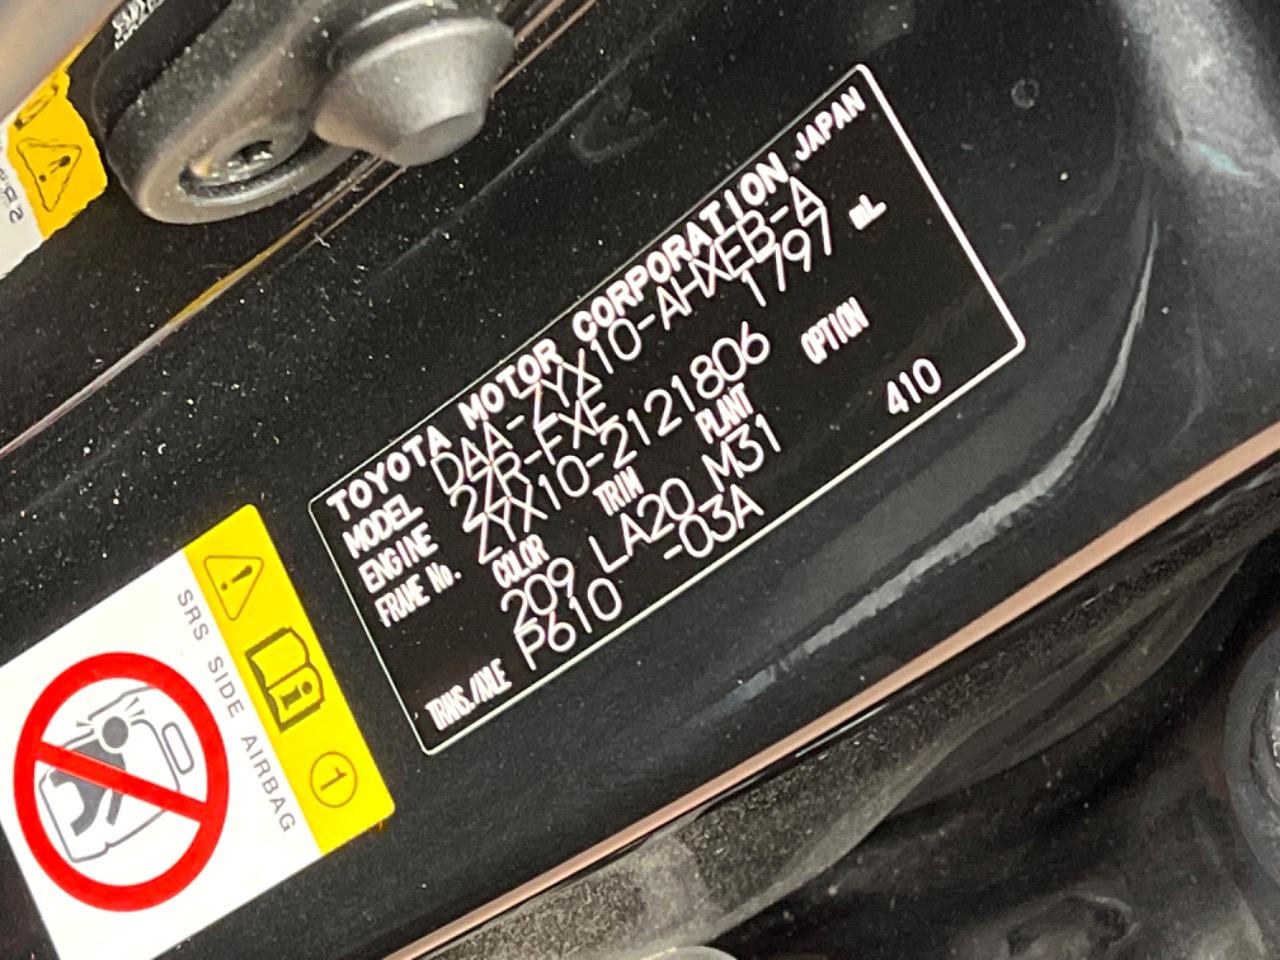 TOYOTA MOTOR CORPORATION JAPAN
MODEL DAA-ZYX10-AHXEB-A
ENGINE 2ZR-FXE 1797 mL
FRAME No. ZYX10-2121806
COLOR TRIM PLANT OPTION
209 LA20 M31 410
TRANS./AXLE P610 -03A
SRS SIDE AIRBAG
1